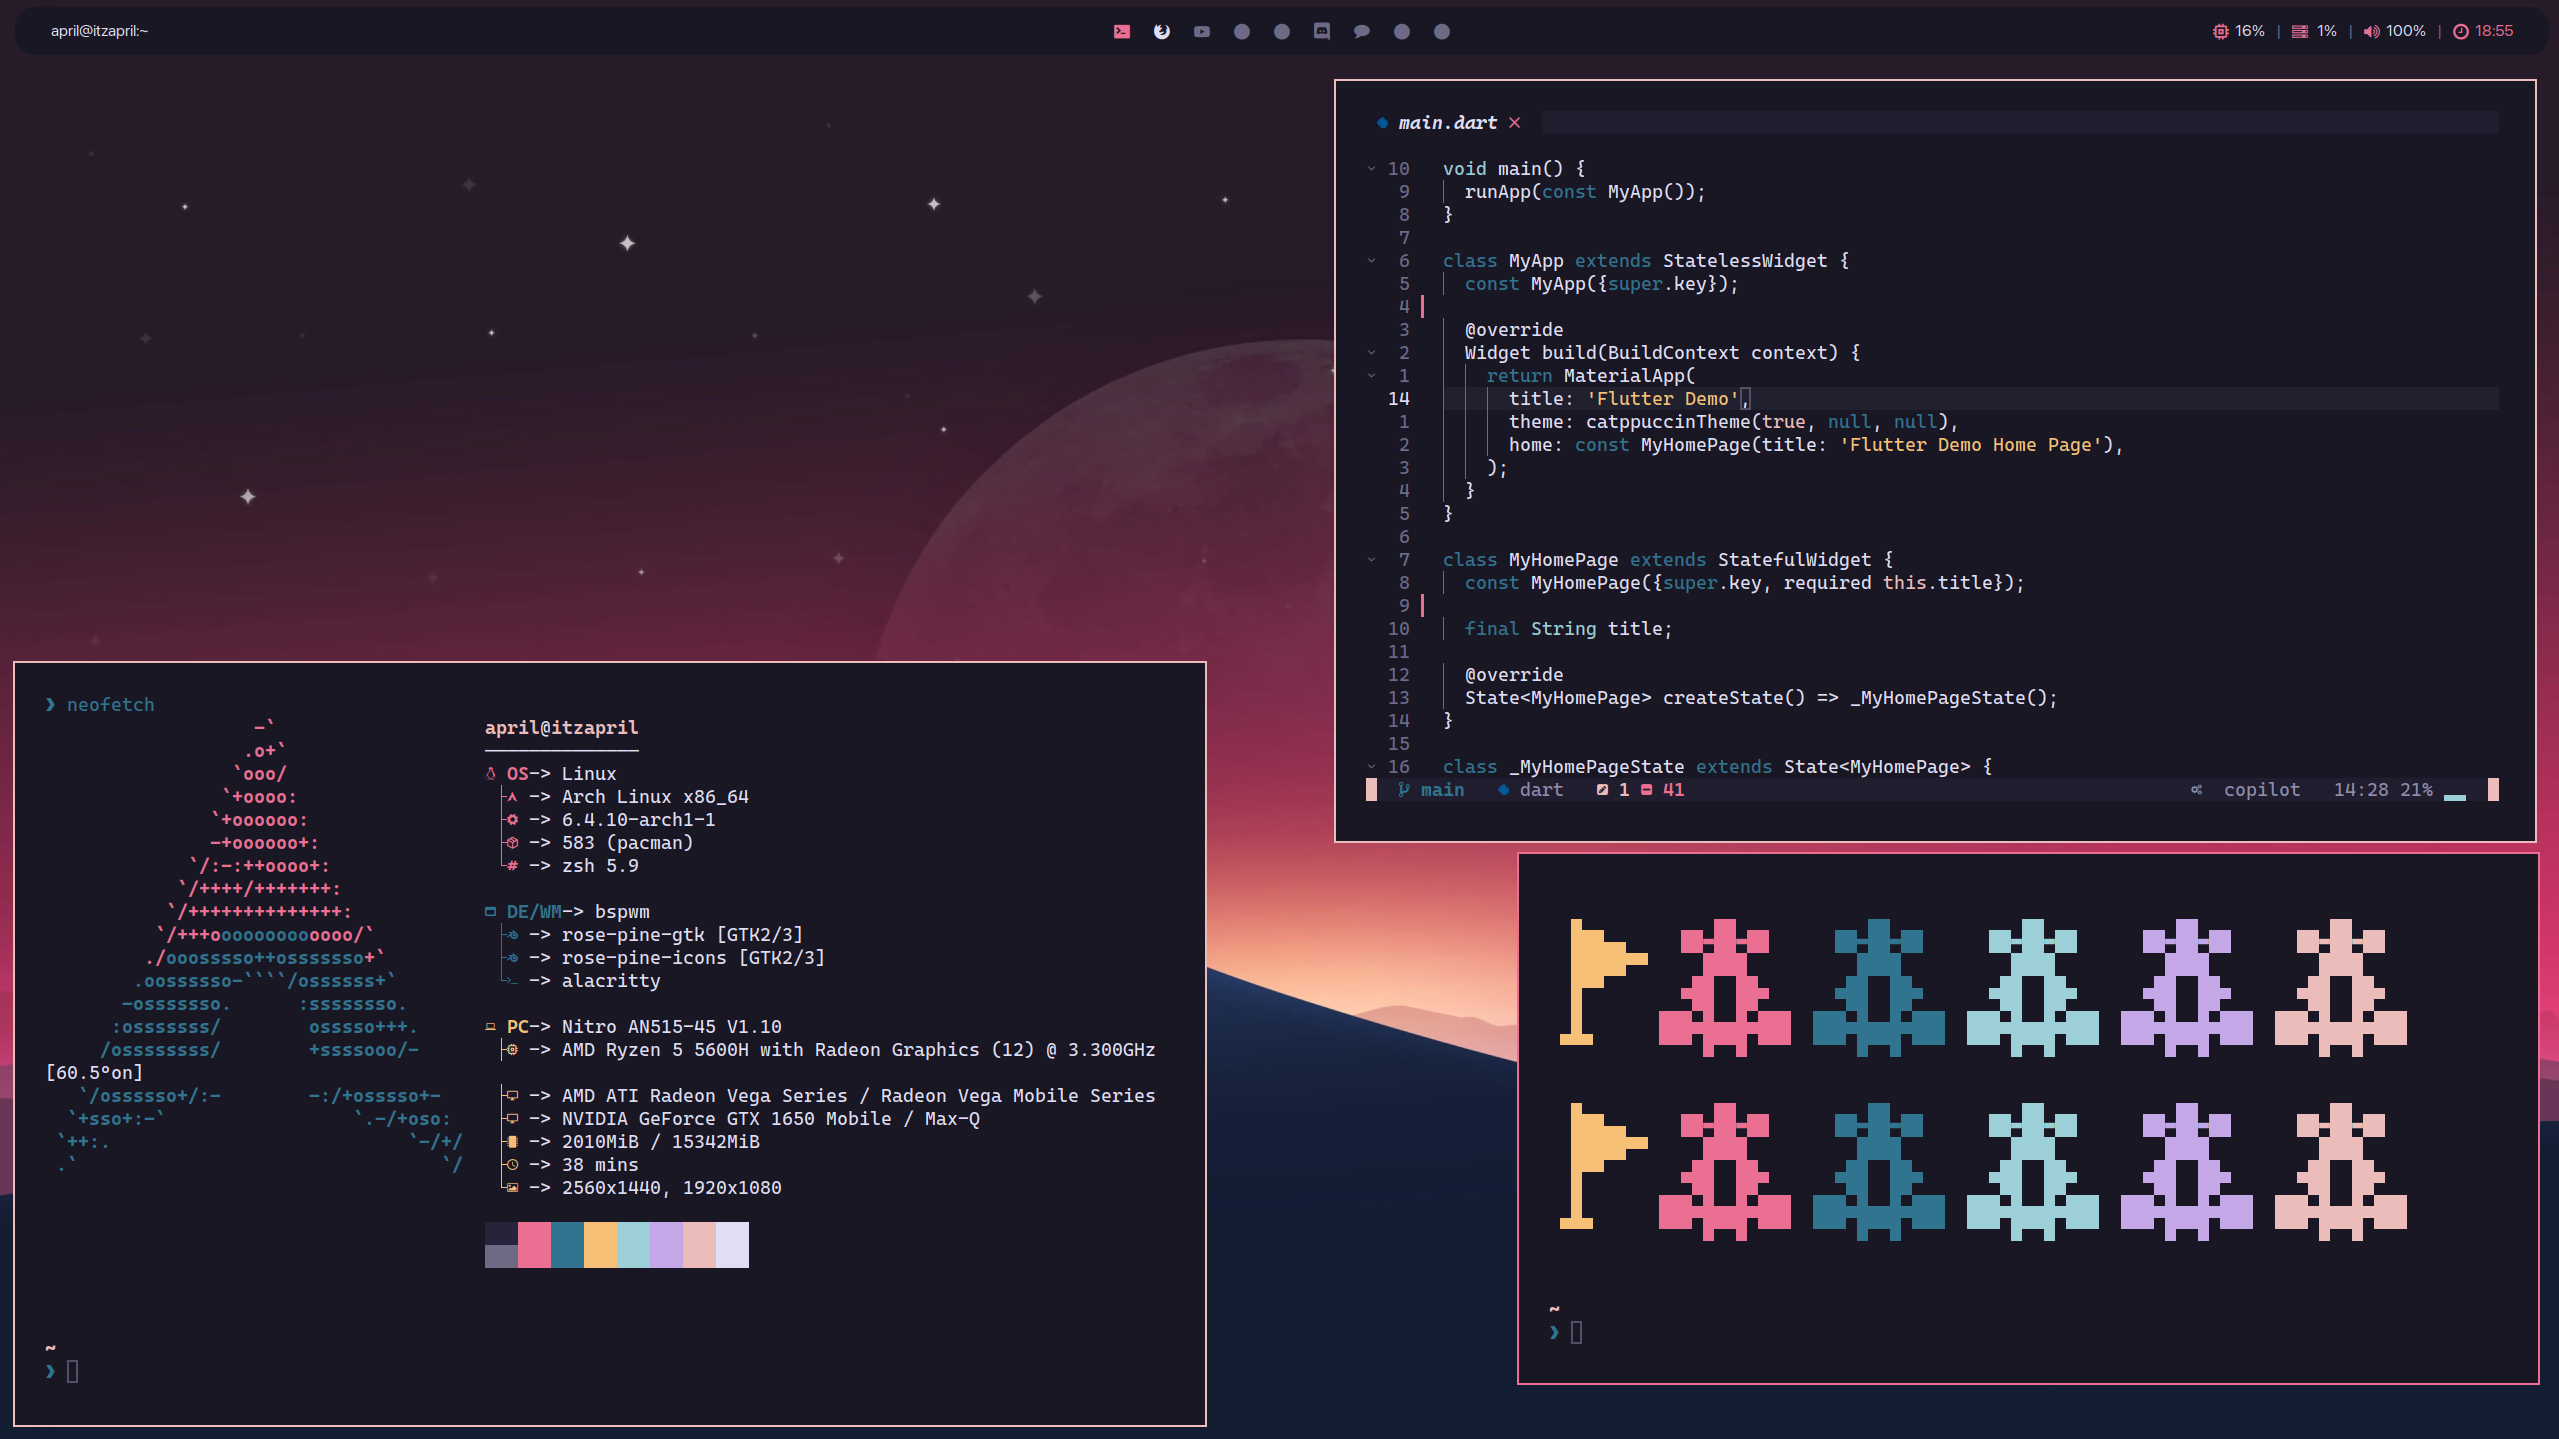 april@itzapril:~
16% | 1% | 100% | 18:55
main.dart ×
10 void main() {
9 runApp(const MyApp());
8 }
7
6 class MyApp extends StatelessWidget {
5 const MyApp({super.key});
4
3 @override
2 Widget build(BuildContext context) {
1 return MaterialApp(
14 title: 'Flutter Demo',
1 theme: catppuccinTheme(true, null, null),
2 home: const MyHomePage(title: 'Flutter Demo Home Page'),
3 );
4 }
5 }
6
7 class MyHomePage extends StatefulWidget {
8 const MyHomePage({super.key, required this.title});
9
10 final String title;
11
12 @override
13 State<MyHomePage> createState() => _MyHomePageState();
14 }
15
16 class _MyHomePageState extends State<MyHomePage> {
main dart 1 41 copilot 14:28 21%
❯ neofetch
-` april@itzapril
.o+` ──────────────
`ooo/ OS-> Linux
`+oooo: -> Arch Linux x86_64
`+oooooo: -> 6.4.10-arch1-1
-+oooooo+: -> 583 (pacman)
`/:-:++oooo+: # -> zsh 5.9
`/++++/+++++++:
`/++++++++++++++: DE/WM-> bspwm
`/+++ooooooooooooo/` -> rose-pine-gtk [GTK2/3]
./ooosssso++osssssso+` -> rose-pine-icons [GTK2/3]
.oossssso-````/ossssss+` -> alacritty
-osssssso. :ssssssso.
:osssssss/ osssso+++. PC-> Nitro AN515-45 V1.10
/ossssssss/ +ssssooo/- -> AMD Ryzen 5 5600H with Radeon Graphics (12) @ 3.300GHz
[60.5°on]
`/ossssso+/:- -:/+osssso+- -> AMD ATI Radeon Vega Series / Radeon Vega Mobile Series
`+sso+:-` `.-/+oso: -> NVIDIA GeForce GTX 1650 Mobile / Max-Q
`++:. `-/+/ -> 2010MiB / 15342MiB
.` `/ -> 38 mins
-> 2560x1440, 1920x1080
~
❯
~
❯